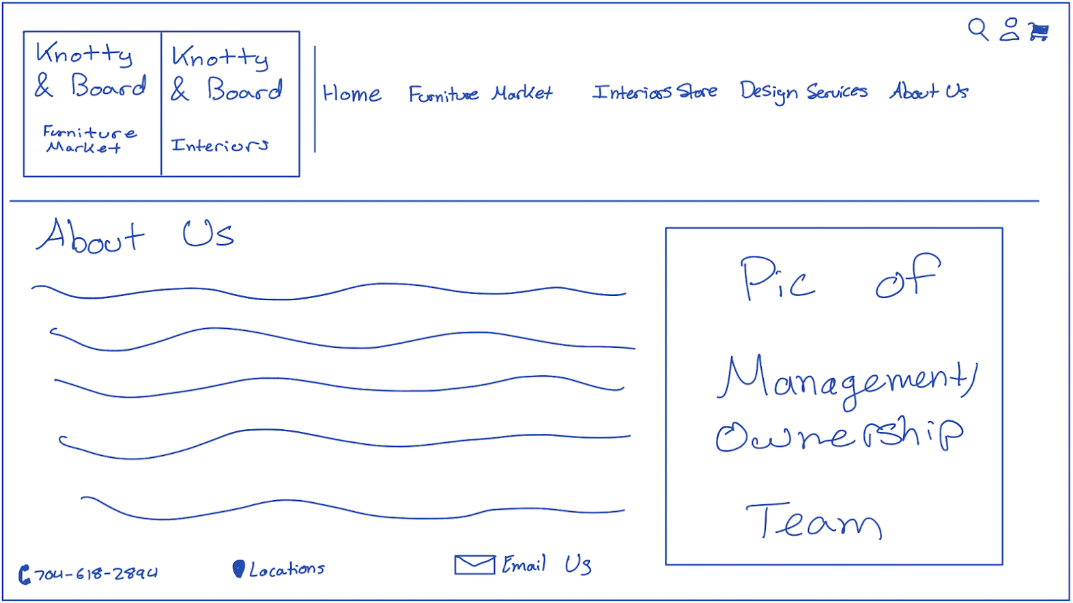 Knotty
& Board
Furniture
Market
Knotty
& Board
Interiors
Home Furniture Market Interiors Store Design Services About Us
About Us
Pic of
Management/
Ownership
Team
704-618-2894 Locations Email Us